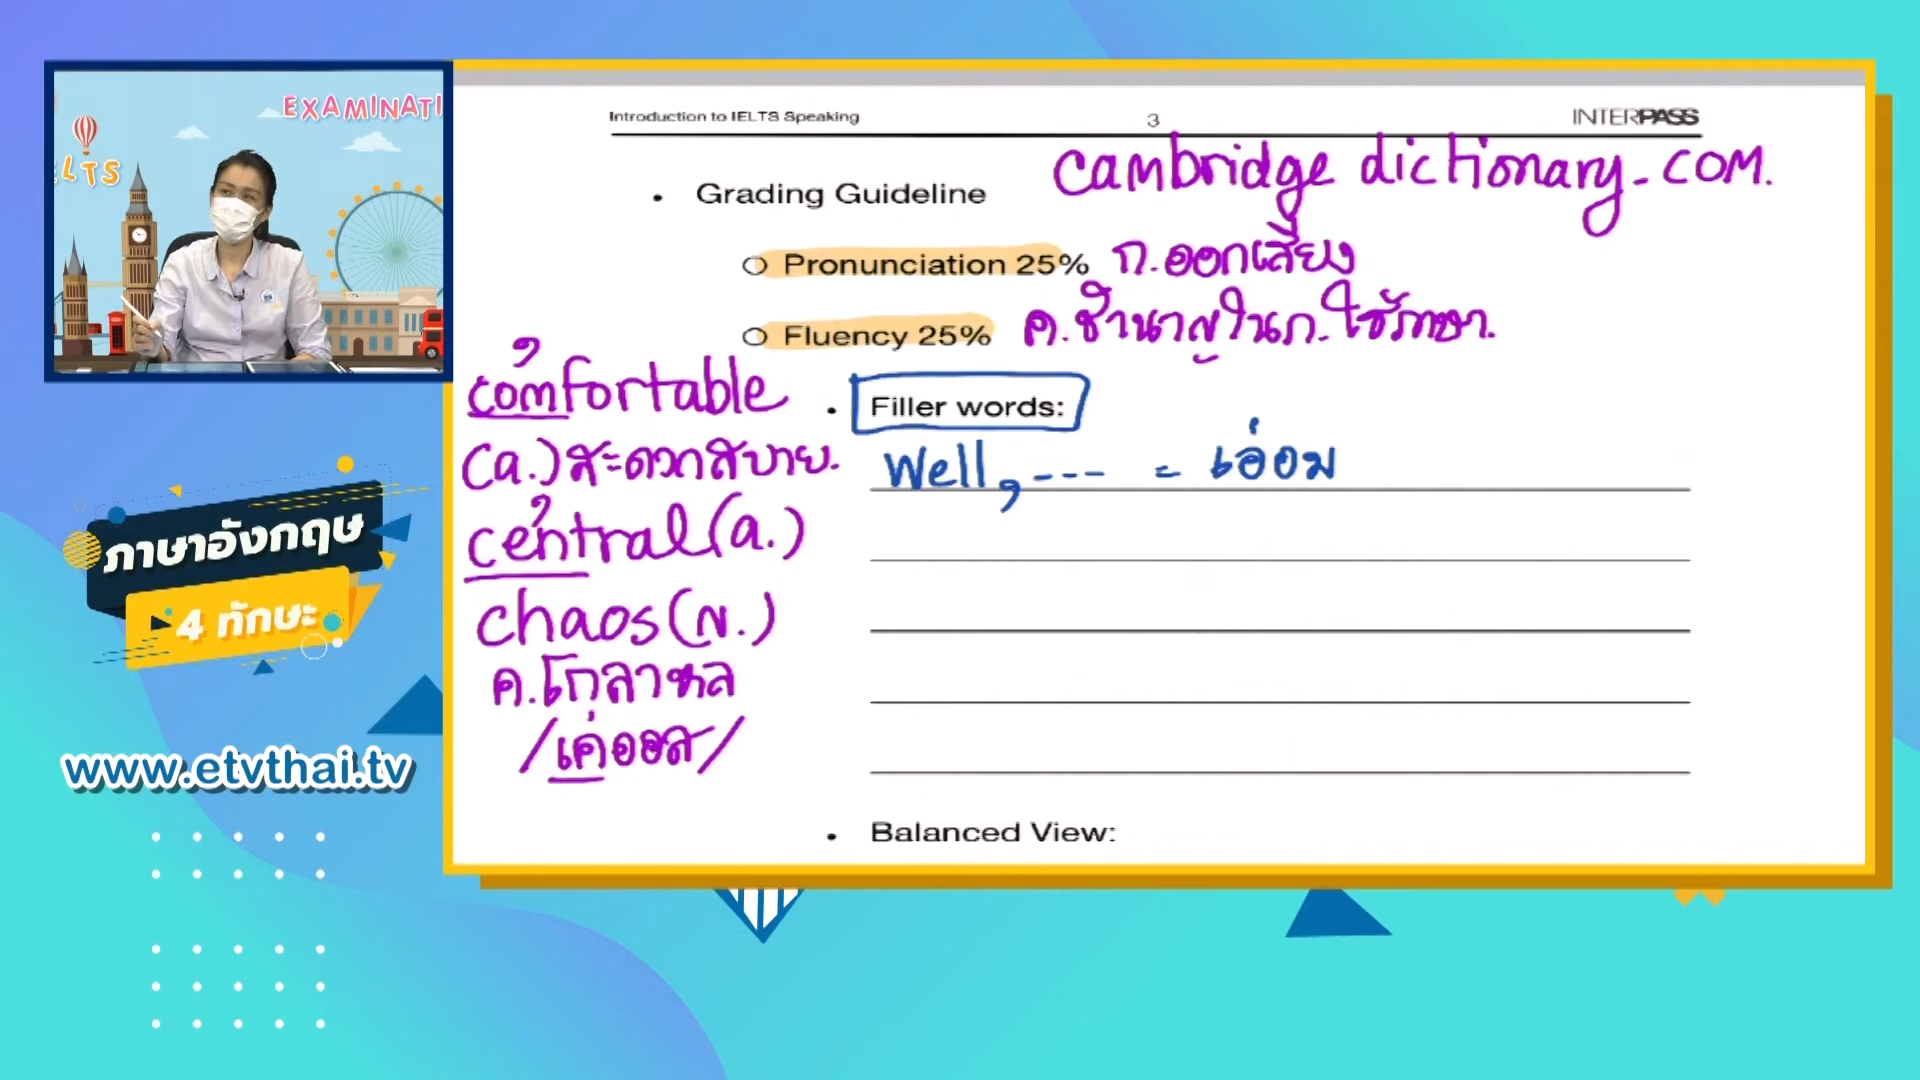 EXAMINATI
ELTS
Introduction to IELTS Speaking
3
INTERPASS
cambridge dictionary.com.
• Grading Guideline
Pronunciation 25%
ก.ออกเสียง
Fluency 25%
ค.ชำนาญในภ.ใช้ภาษา.
comfortable
(a.) สะดวกสบาย.
central (a.)
chaos (n.)
ค.โกลาหล
/เค่ออส/
• Filler words:
Well, --- = เอ่อม
• Balanced View:
ภาษาอังกฤษ
4 ทักษะ
www.etvthai.tv